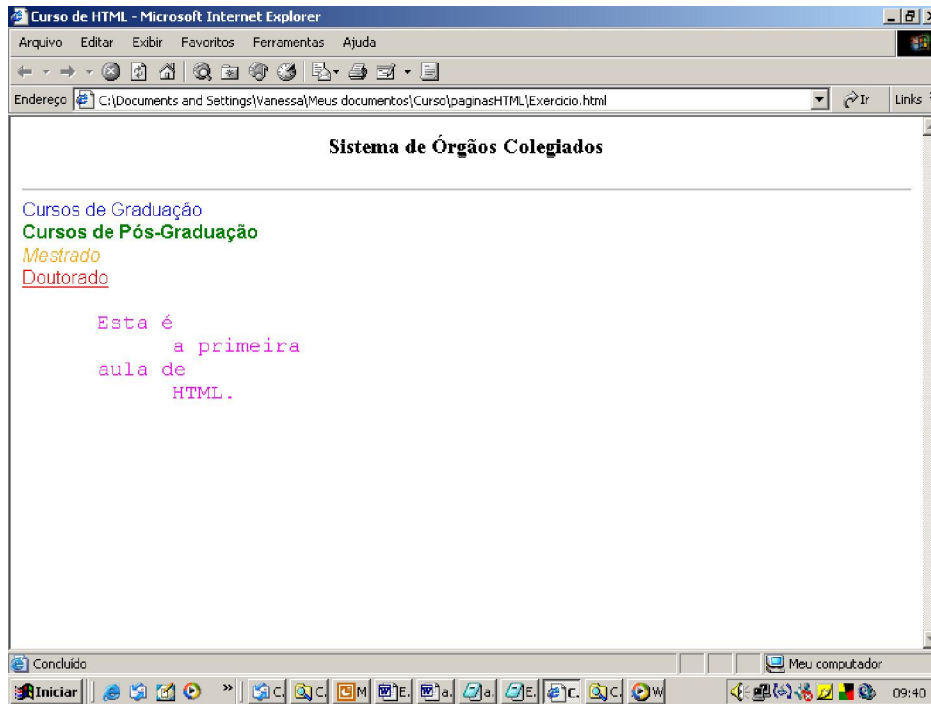 Curso de HTML - Microsoft Internet Explorer
Arquivo Editar Exibir Favoritos Ferramentas Ajuda
Endereço C:\Documents and Settings\Vanessa\Meus documentos\Curso\paginasHTML\Exercicio.html Ir Links
Sistema de Órgãos Colegiados
Cursos de Graduação
Cursos de Pós-Graduação
Mestrado
Doutorado
Esta é
a primeira
aula de
HTML.
Concluído Meu computador
Iniciar » C. C. M E. a. a. E. C. C. W 09:40